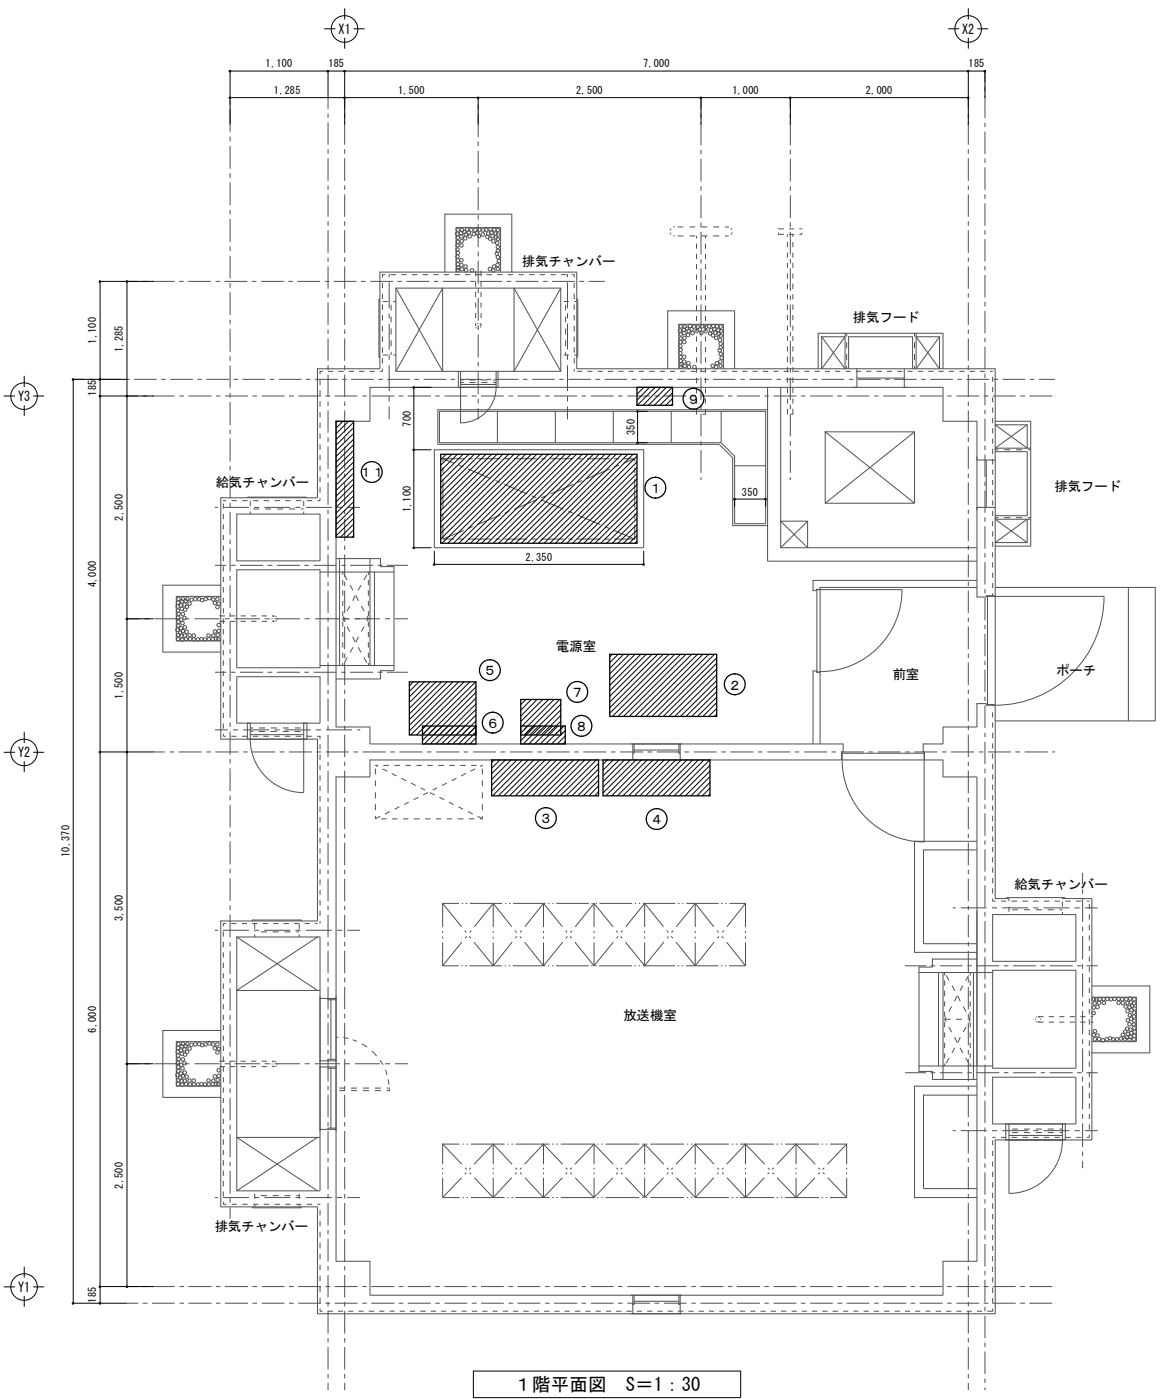 X1
X2
1,100
185
7,000
185
1,285
1,500
2,500
1,000
2,000
排気チャンバー
排気フード
1,100
1,285
Y3
185
700
350
⑨
⑪
給気チャンバー
①
350
排気フード
2,500
1,100
2,350
4,000
電源室
前室
ポーチ
1,500
⑤
⑦
②
⑥
⑧
Y2
③
④
10,370
3,500
給気チャンバー
6,000
放送機室
2,500
排気チャンバー
Y1
185
1階平面図 S=1:30